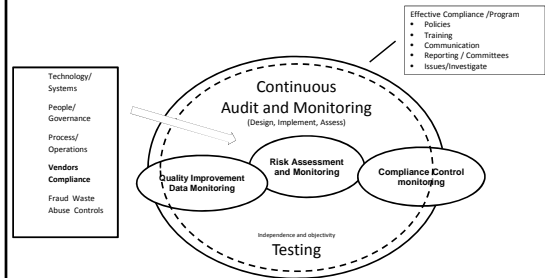 Effective Compliance /Program
• Policies
• Training
• Communication
• Reporting / Committees
• Issues/Investigate
Technology/
Systems
People/
Governance
Process/
Operations
Vendors
Compliance
Fraud Waste
Abuse Controls
Continuous
Audit and Monitoring
(Design, Implement, Assess)
Quality Improvement
Data Monitoring
Risk Assessment
and Monitoring
Compliance Control
monitoring
Independence and objectivity
Testing